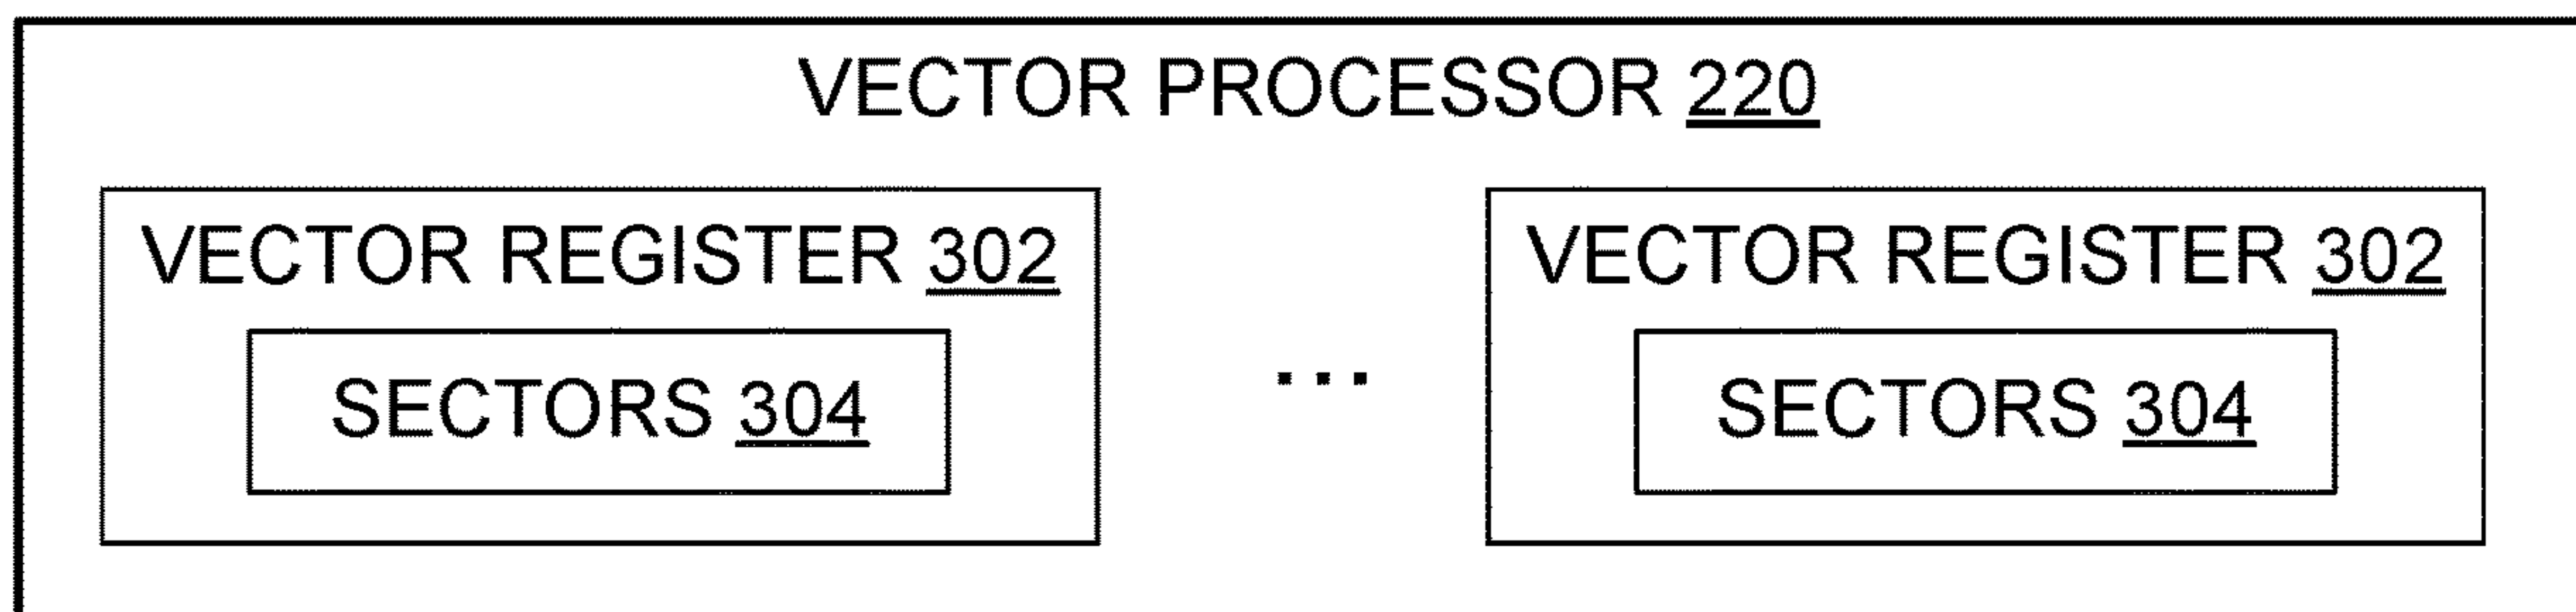 VECTOR PROCESSOR 220
VECTOR REGISTER 302
SECTORS 304
...
VECTOR REGISTER 302
SECTORS 304